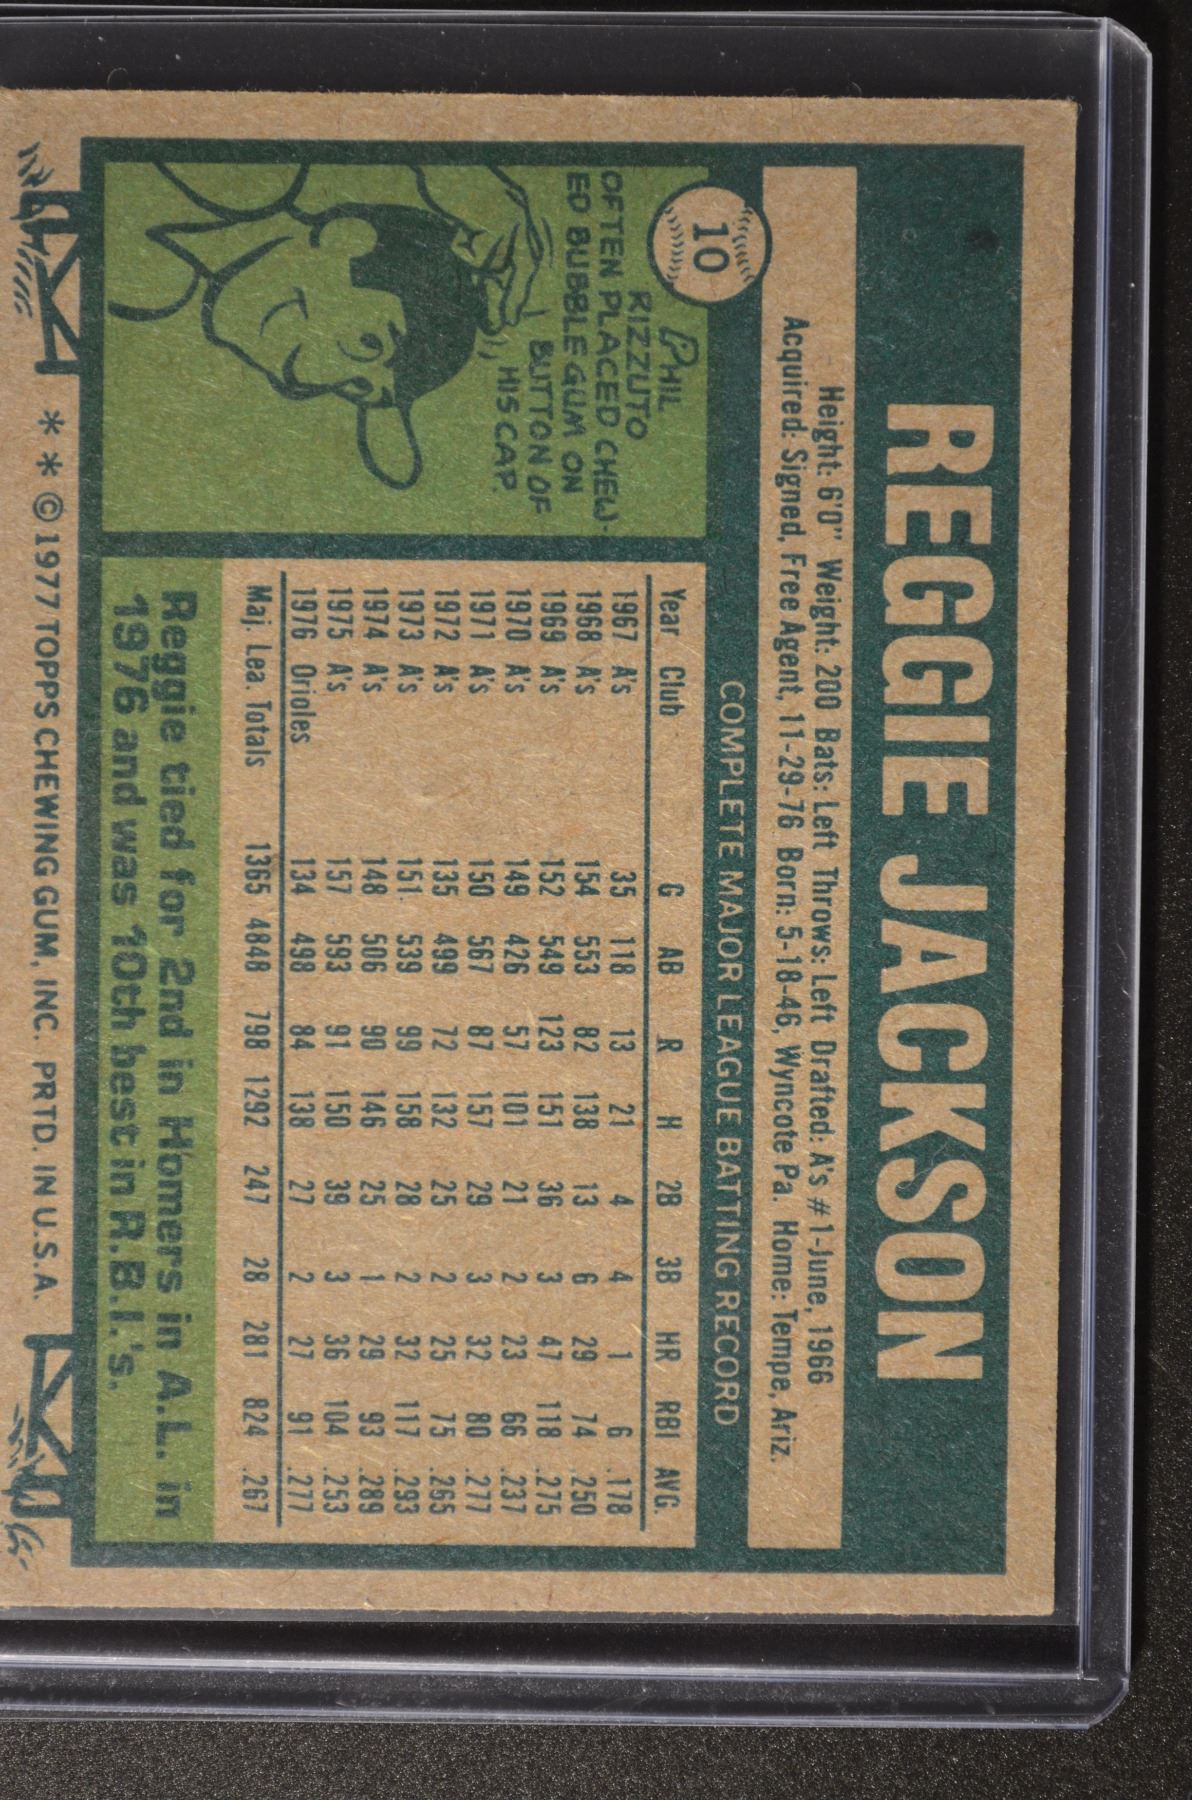 REGGIE JACKSON
10
Height: 6'0" Weight: 200 Bats: Left Throws: Left Drafted: A's #1-June, 1966
Acquired: Signed, Free Agent, 11-29-76 Born: 5-18-46, Wyncote Pa. Home: Tempe, Ariz.
COMPLETE MAJOR LEAGUE BATTING RECORD
PHIL
RIZZUTO
OFTEN PLACED CHEW-
ED BUBBLE GUM ON
BUTTON OF
HIS CAP.
Year Club G AB R H 2B 3B HR RBI AVG.
1967 A's 35 118 13 21 4 4 1 6 .178
1968 A's 154 553 82 138 13 6 29 74 .250
1969 A's 152 549 123 151 36 3 47 118 .275
1970 A's 149 426 57 101 21 2 23 66 .237
1971 A's 150 567 87 157 29 3 32 80 .277
1972 A's 135 499 72 132 25 2 25 75 .265
1973 A's 151 539 99 158 28 2 32 117 .293
1974 A's 148 506 90 146 25 1 29 93 .289
1975 A's 157 593 91 150 39 3 36 104 .253
1976 Orioles 134 498 84 138 27 2 27 91 .277
Maj. Lea. Totals 1365 4848 798 1292 247 28 281 824 .267
Reggie tied for 2nd in Homers in A.L. in
1976 and was 10th best in R.B.I.'s.
* * © 1977 TOPPS CHEWING GUM, INC. PRTD. IN U.S.A.